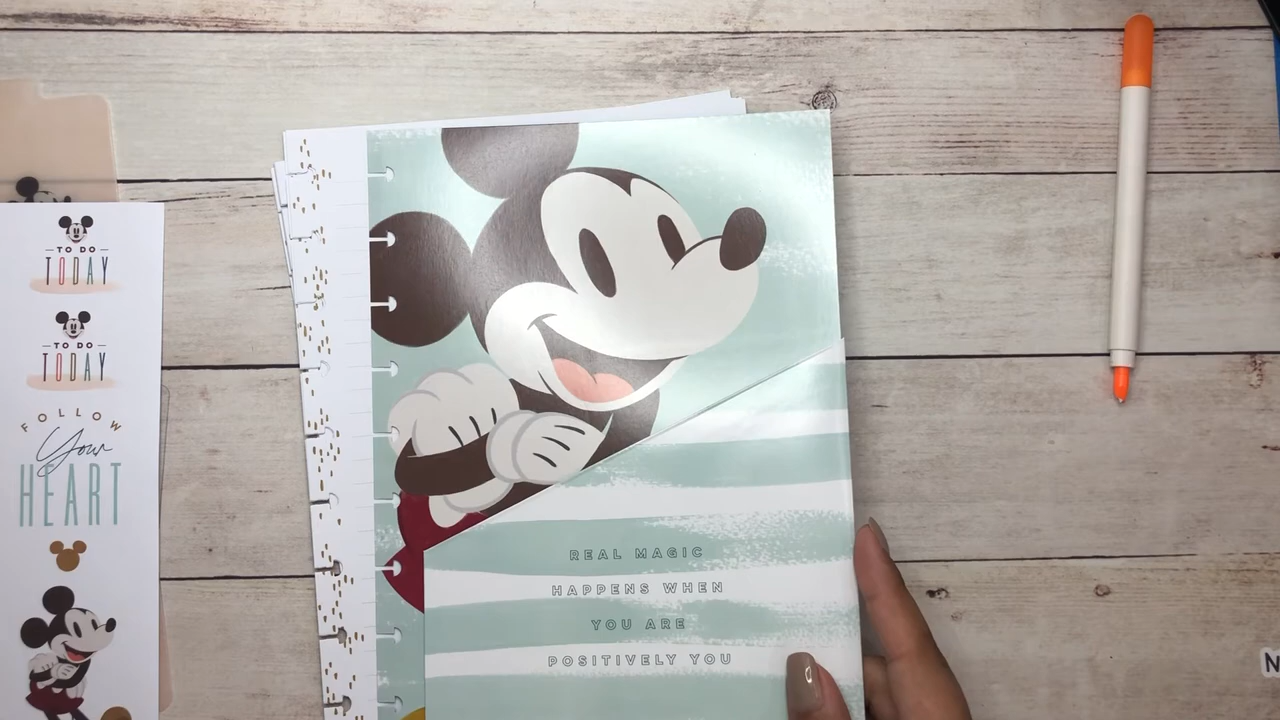 TO DO
TODAY
TO DO
TODAY
FOLLOW
Your
HEART
REAL MAGIC
HAPPENS WHEN
YOU ARE
POSITIVELY YOU
N